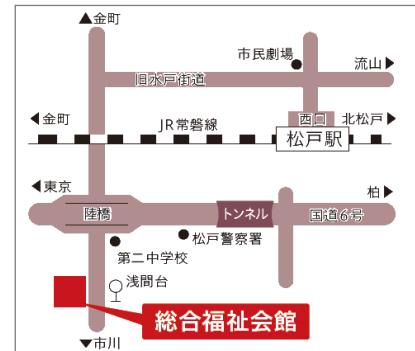 ▲金町
市民劇場
流山▶
旧水戸街道
◀金町
JR常磐線
西口
北松戸▶
松戸駅
◀東京
柏▶
陸橋
トンネル
国道6号
松戸警察署
第二中学校
浅間台
総合福祉会館
▼市川